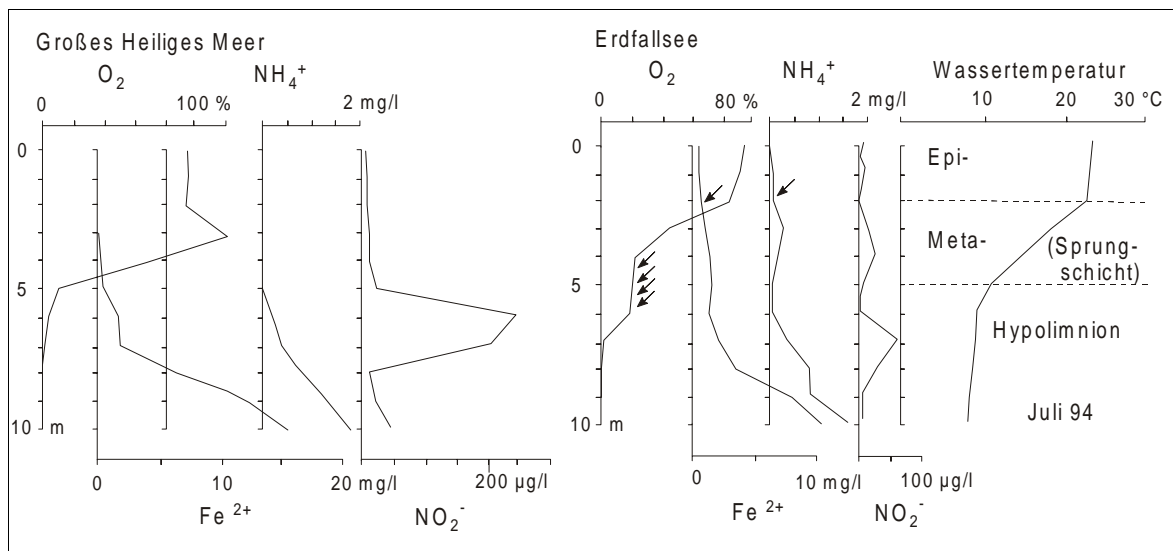 Großes Heiliges Meer
O₂ NH₄⁺
0 100 % 2 mg/l
0
5
10 m
0 10 20 mg/l 200 µg/l
Fe ²⁺ NO₂⁻
Erdfallsee
O₂ NH₄⁺ Wassertemperatur
0 80 % 2 mg/l 10 20 30 °C
0
Epi-
Meta- (Sprung-
schicht)
5
Hypolimnion
Juli 94
10 m
0 10 mg/l 100 µg/l
Fe ²⁺ NO₂⁻